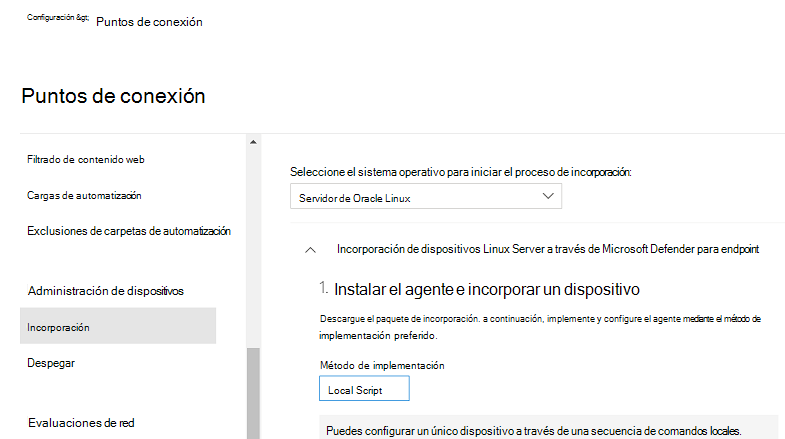 Configuración &gt; Puntos de conexión
Puntos de conexión
Filtrado de contenido web
Cargas de automatización
Exclusiones de carpetas de automatización
Administración de dispositivos
Incorporación
Despegar
Evaluaciones de red
Seleccione el sistema operativo para iniciar el proceso de incorporación:
Servidor de Oracle Linux
Incorporación de dispositivos Linux Server a través de Microsoft Defender para endpoint
1. Instalar el agente e incorporar un dispositivo
Descargue el paquete de incorporación. a continuación, implemente y configure el agente mediante el método de
implementación preferido.
Método de implementación
Local Script
Puedes configurar un único dispositivo a través de una secuencia de comandos locales.